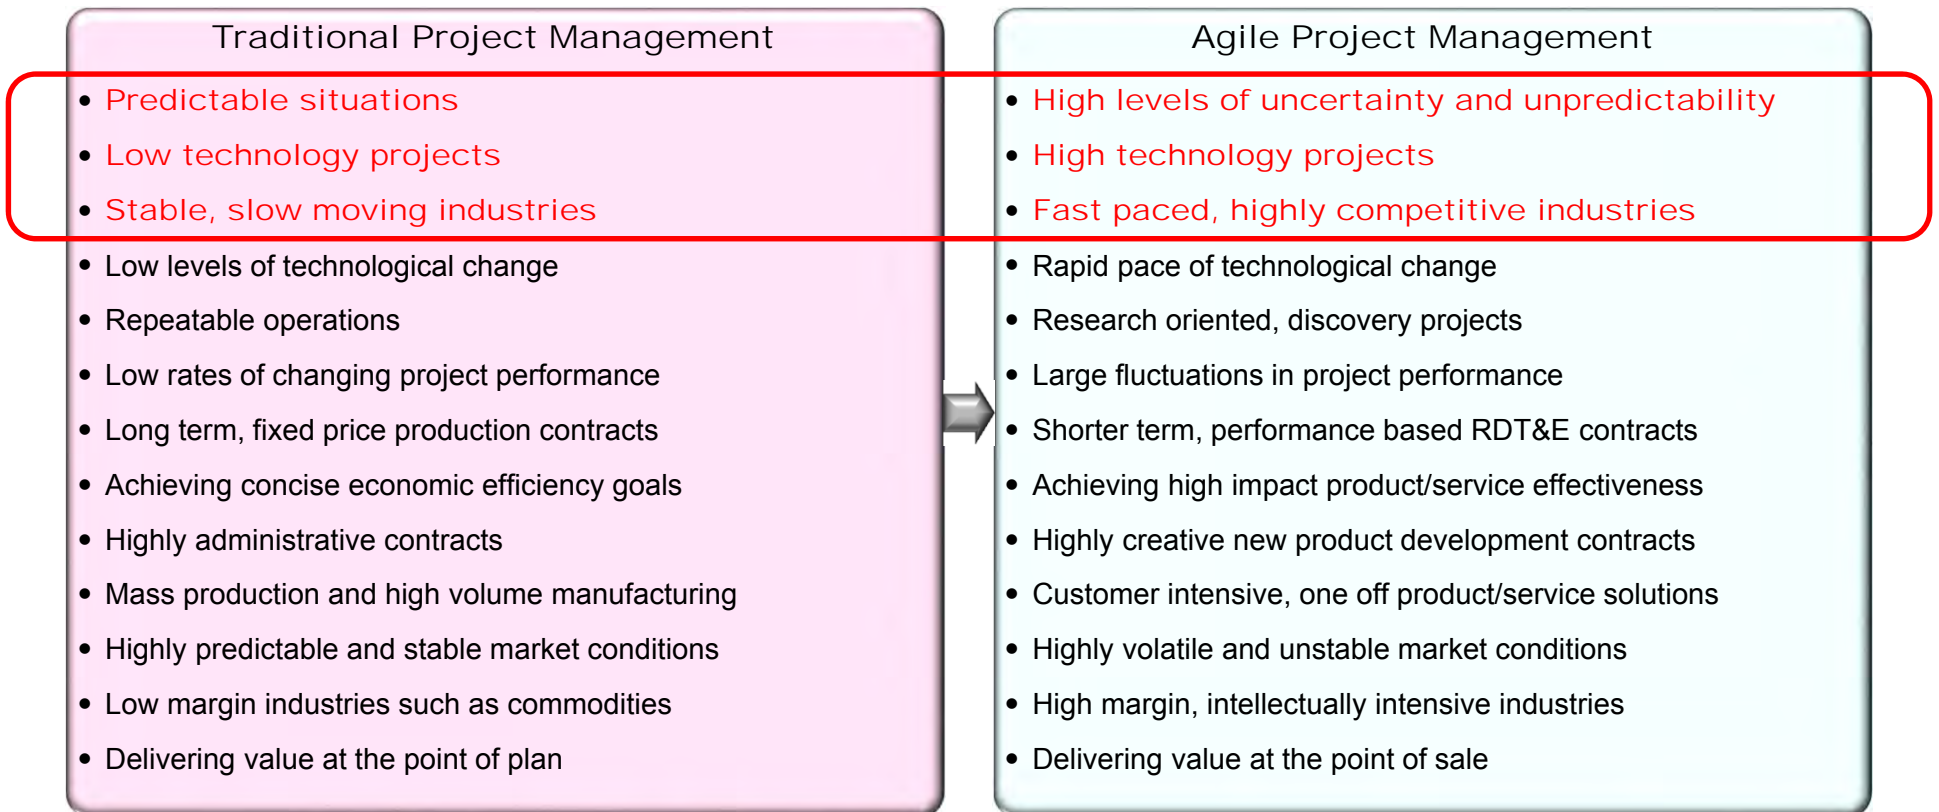 Traditional Project Management
• Predictable situations
• Low technology projects
• Stable, slow moving industries
• Low levels of technological change
• Repeatable operations
• Low rates of changing project performance
• Long term, fixed price production contracts
• Achieving concise economic efficiency goals
• Highly administrative contracts
• Mass production and high volume manufacturing
• Highly predictable and stable market conditions
• Low margin industries such as commodities
• Delivering value at the point of plan
Agile Project Management
• High levels of uncertainty and unpredictability
• High technology projects
• Fast paced, highly competitive industries
• Rapid pace of technological change
• Research oriented, discovery projects
• Large fluctuations in project performance
• Shorter term, performance based RDT&E contracts
• Achieving high impact product/service effectiveness
• Highly creative new product development contracts
• Customer intensive, one off product/service solutions
• Highly volatile and unstable market conditions
• High margin, intellectually intensive industries
• Delivering value at the point of sale